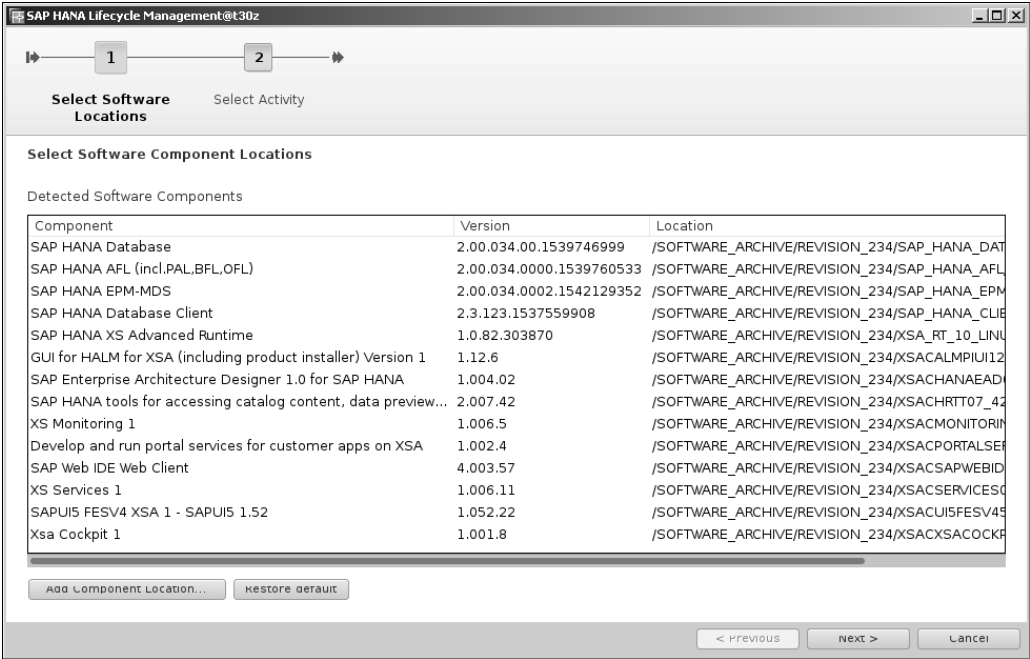 SAP HANA Lifecycle Management@t30z
1
2
Select Software
Locations
Select Activity
Select Software Component Locations
Detected Software Components
Component Version Location
SAP HANA Database 2.00.034.00.1539746999 /SOFTWARE_ARCHIVE/REVISION_234/SAP_HANA_DAT
SAP HANA AFL (incl.PAL,BFL,OFL) 2.00.034.0000.1539760533 /SOFTWARE_ARCHIVE/REVISION_234/SAP_HANA_AFL
SAP HANA EPM-MDS 2.00.034.0002.1542129352 /SOFTWARE_ARCHIVE/REVISION_234/SAP_HANA_EPM
SAP HANA Database Client 2.3.123.1537559908 /SOFTWARE_ARCHIVE/REVISION_234/SAP_HANA_CLIE
SAP HANA XS Advanced Runtime 1.0.82.303870 /SOFTWARE_ARCHIVE/REVISION_234/XSA_RT_10_LINU
GUI for HALM for XSA (including product installer) Version 1 1.12.6 /SOFTWARE_ARCHIVE/REVISION_234/XSACALMPIUI12
SAP Enterprise Architecture Designer 1.0 for SAP HANA 1.004.02 /SOFTWARE_ARCHIVE/REVISION_234/XSACHANAEAD
SAP HANA tools for accessing catalog content, data preview... 2.007.42 /SOFTWARE_ARCHIVE/REVISION_234/XSACHRTT07_42
XS Monitoring 1 1.006.5 /SOFTWARE_ARCHIVE/REVISION_234/XSACMONITORIN
Develop and run portal services for customer apps on XSA 1.002.4 /SOFTWARE_ARCHIVE/REVISION_234/XSACPORTALSER
SAP Web IDE Web Client 4.003.57 /SOFTWARE_ARCHIVE/REVISION_234/XSACSAPWEBID
XS Services 1 1.006.11 /SOFTWARE_ARCHIVE/REVISION_234/XSACSERVICES
SAPUI5 FESV4 XSA 1 - SAPUI5 1.52 1.052.22 /SOFTWARE_ARCHIVE/REVISION_234/XSACUI5FESV45
Xsa Cockpit 1 1.001.8 /SOFTWARE_ARCHIVE/REVISION_234/XSACXSACOCKP
Add Component Location... Restore default
< Previous Next > Cancel